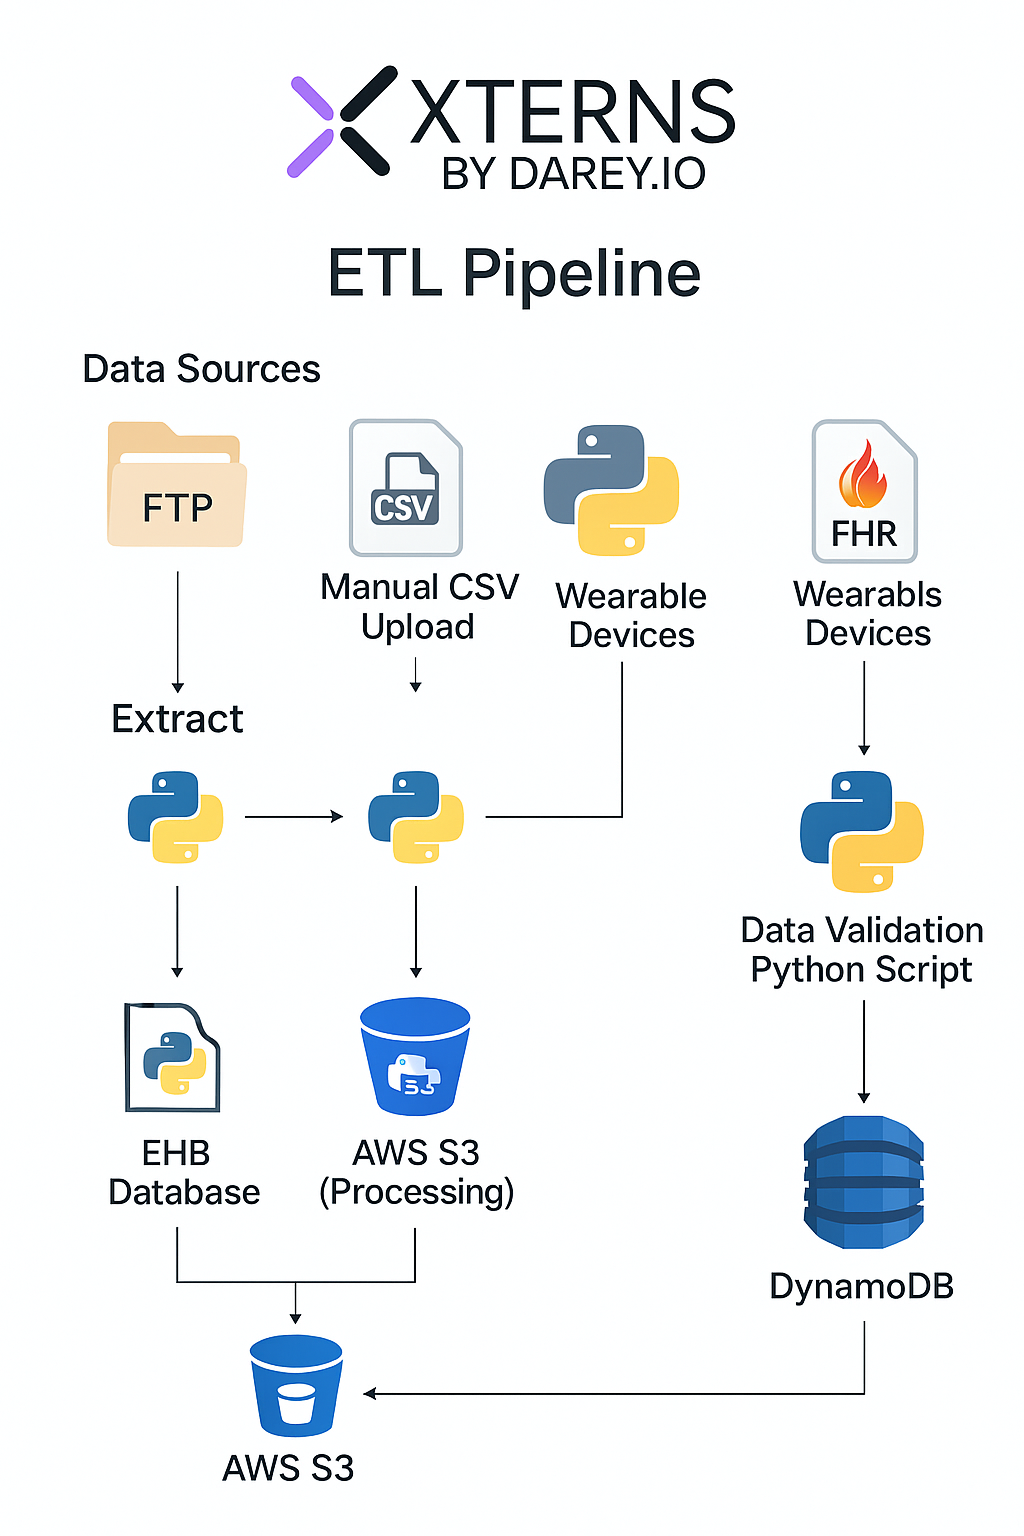 XTERNS
BY DAREY.IO
ETL Pipeline
Data Sources
FTP
CSV
FHR
Manual CSV
Upload
Wearable
Devices
Wearabls
Devices
Extract
Data Validation
Python Script
EHB
Database
AWS S3
(Processing)
DynamoDB
AWS S3